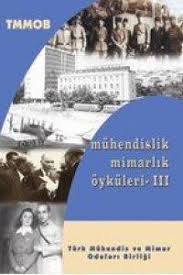 TMMOB
mühendislik
mimarlık
öyküleri-III
Türk Mühendis ve Mimar
Odaları Birliği